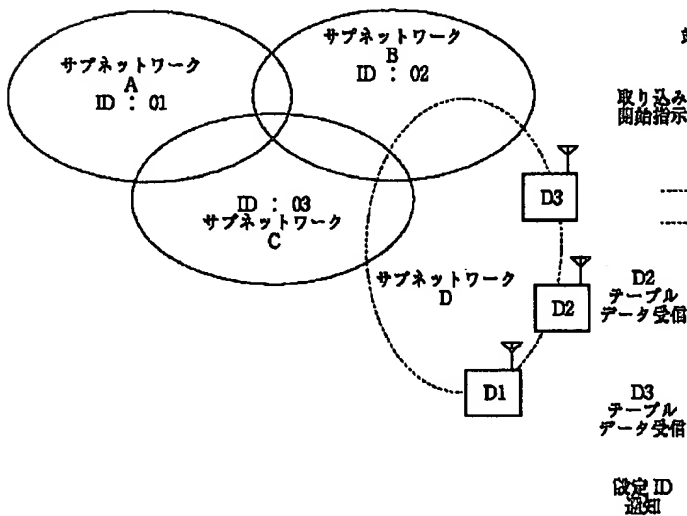 サブネットワーク
A
ID : 01
サブネットワーク
B
ID : 02
取り込み
開始指示
ID : 03
サブネットワーク
C
D3
サブネットワーク
D
D2
D1
D2
テーブル
データ受信
D3
テーブル
データ受信
設定 ID
通知